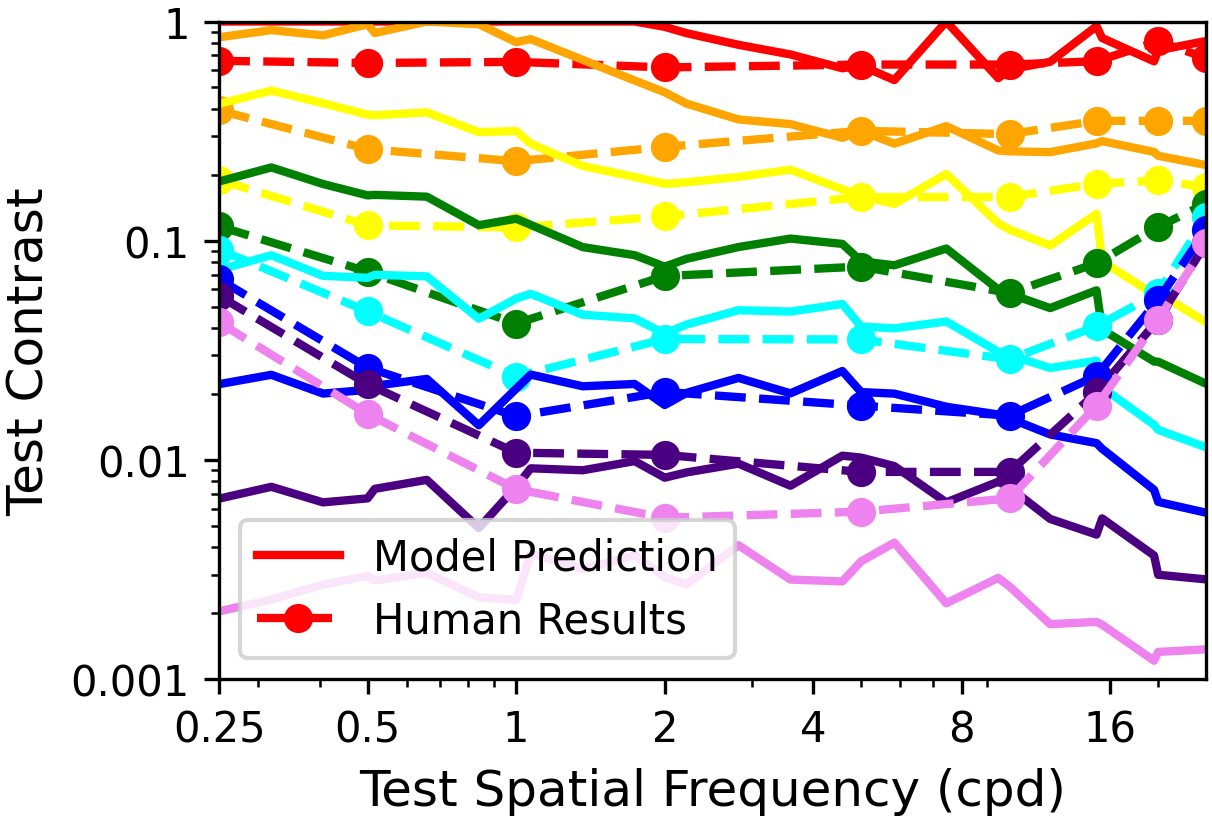 1
0.1
0.01
0.001
Test Contrast
Model Prediction
Human Results
0.25 0.5 1 2 4 8 16
Test Spatial Frequency (cpd)